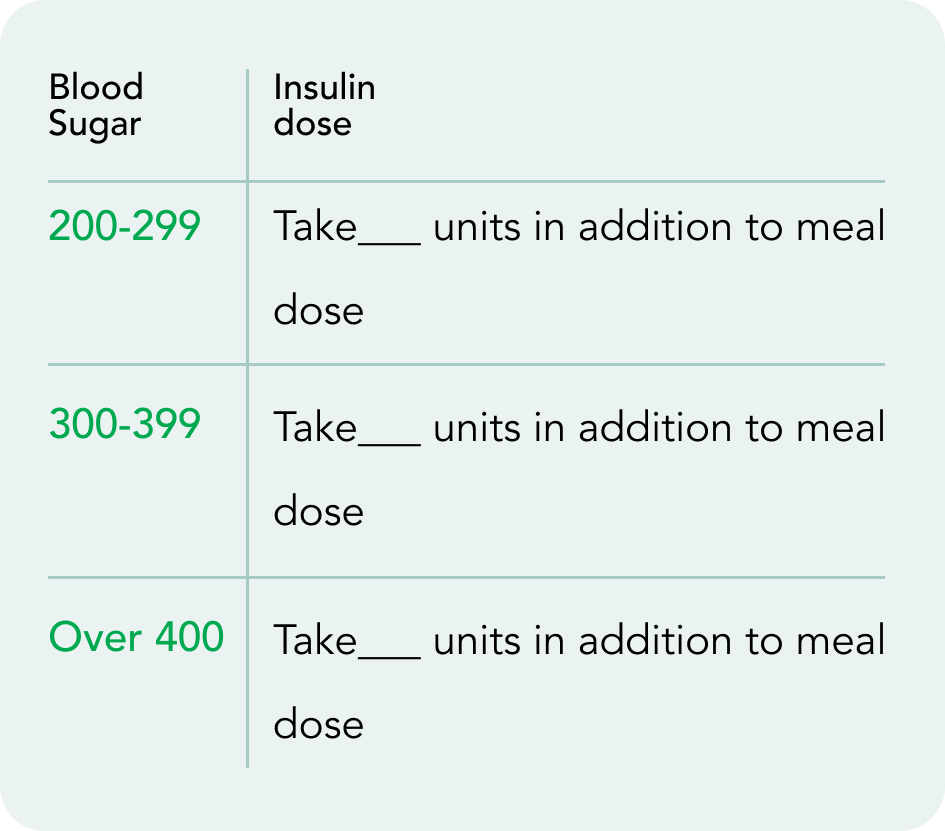 Blood
Sugar
Insulin
dose
200-299
Take___ units in addition to meal
dose
300-399
Take___ units in addition to meal
dose
Over 400
Take___ units in addition to meal
dose